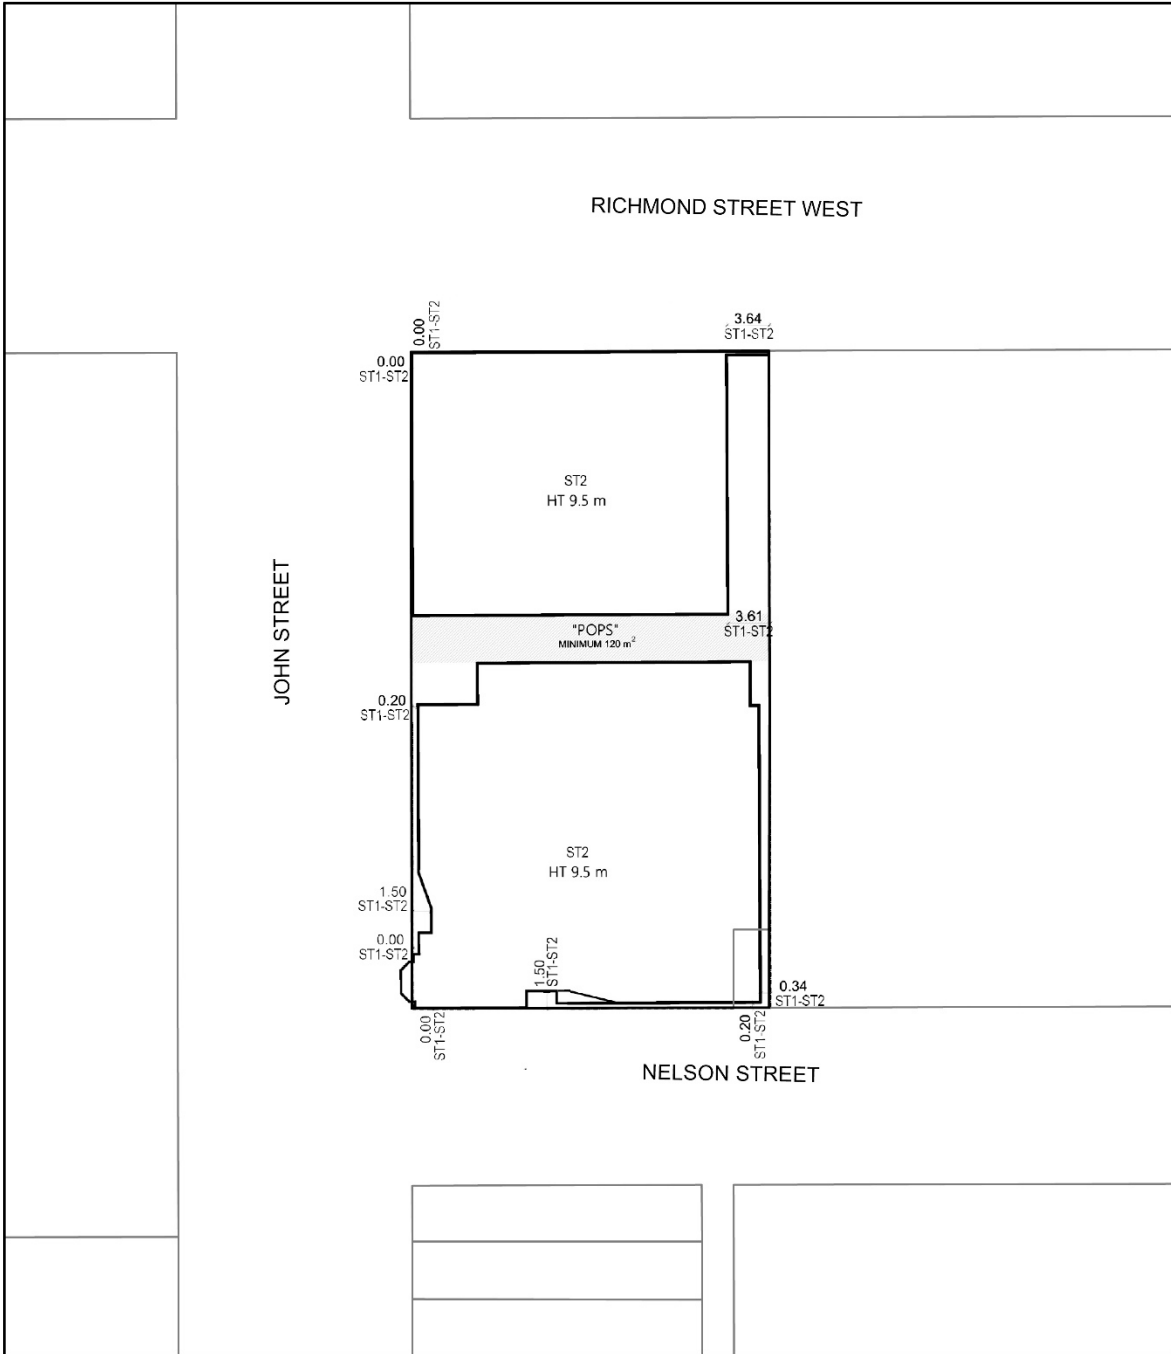 RICHMOND STREET WEST
0.00
ST1-ST2
3.64
ST1-ST2
0.00
ST1-ST2
ST2
HT 9.5 m
JOHN STREET
3.61
ST1-ST2
"POPS"
MINIMUM 120 m²
0.20
ST1-ST2
ST2
HT 9.5 m
1.50
ST1-ST2
0.00
ST1-ST2
1.50
ST1-ST2
0.34
ST1-ST2
0.00
ST1-ST2
0.20
ST1-ST2
NELSON STREET